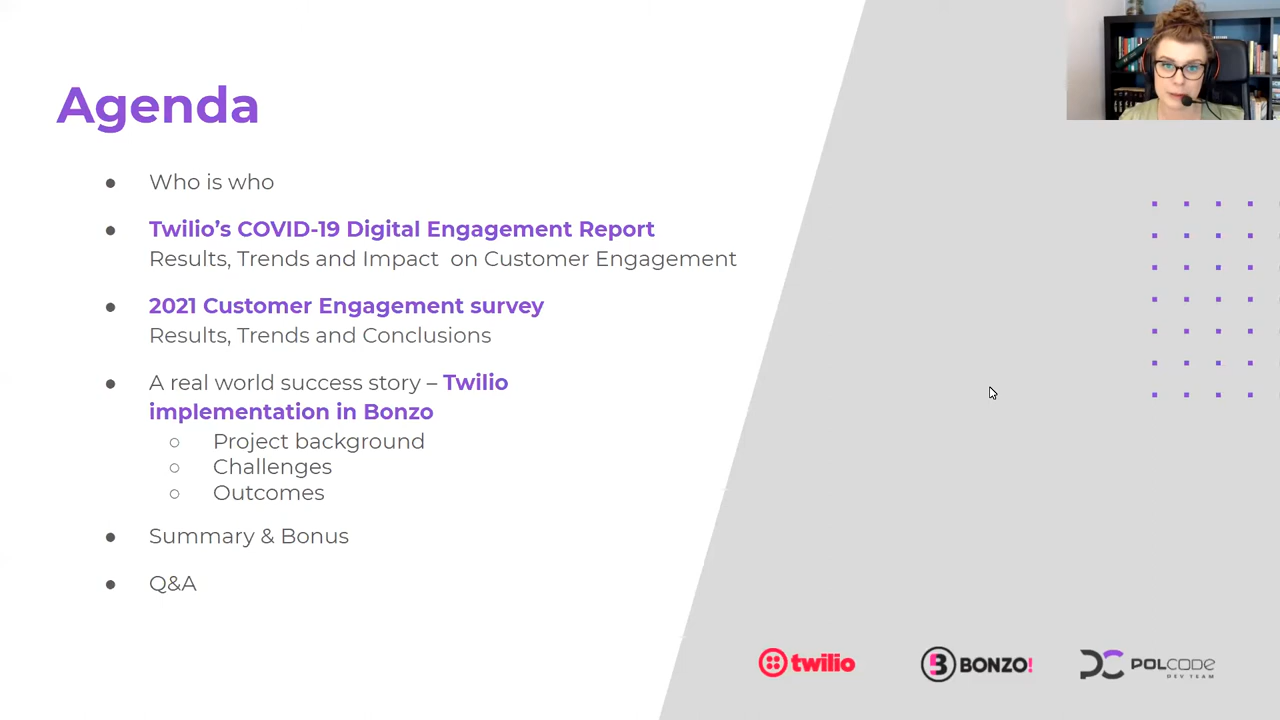 Agenda
● Who is who
● Twilio’s COVID-19 Digital Engagement Report
Results, Trends and Impact on Customer Engagement
● 2021 Customer Engagement survey
Results, Trends and Conclusions
● A real world success story – Twilio
implementation in Bonzo
○ Project background
○ Challenges
○ Outcomes
● Summary & Bonus
● Q&A
twilio
BONZO!
POLCODE
DEV TEAM